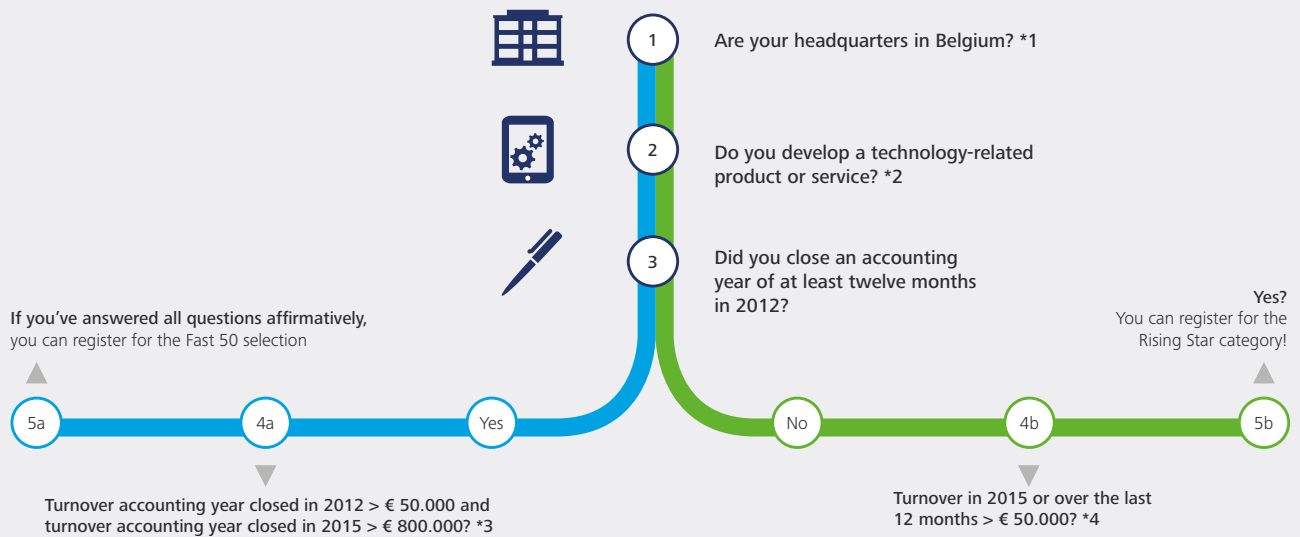 1
Are your headquarters in Belgium? *1
2
Do you develop a technology-related
product or service? *2
3
Did you close an accounting
year of at least twelve months
in 2012?
If you've answered all questions affirmatively,
you can register for the Fast 50 selection
Yes?
You can register for the
Rising Star category!
5a
4a
Yes
No
4b
5b
Turnover accounting year closed in 2012 > € 50.000 and
turnover accounting year closed in 2015 > € 800.000? *3
Turnover in 2015 or over the last
12 months > € 50.000? *4